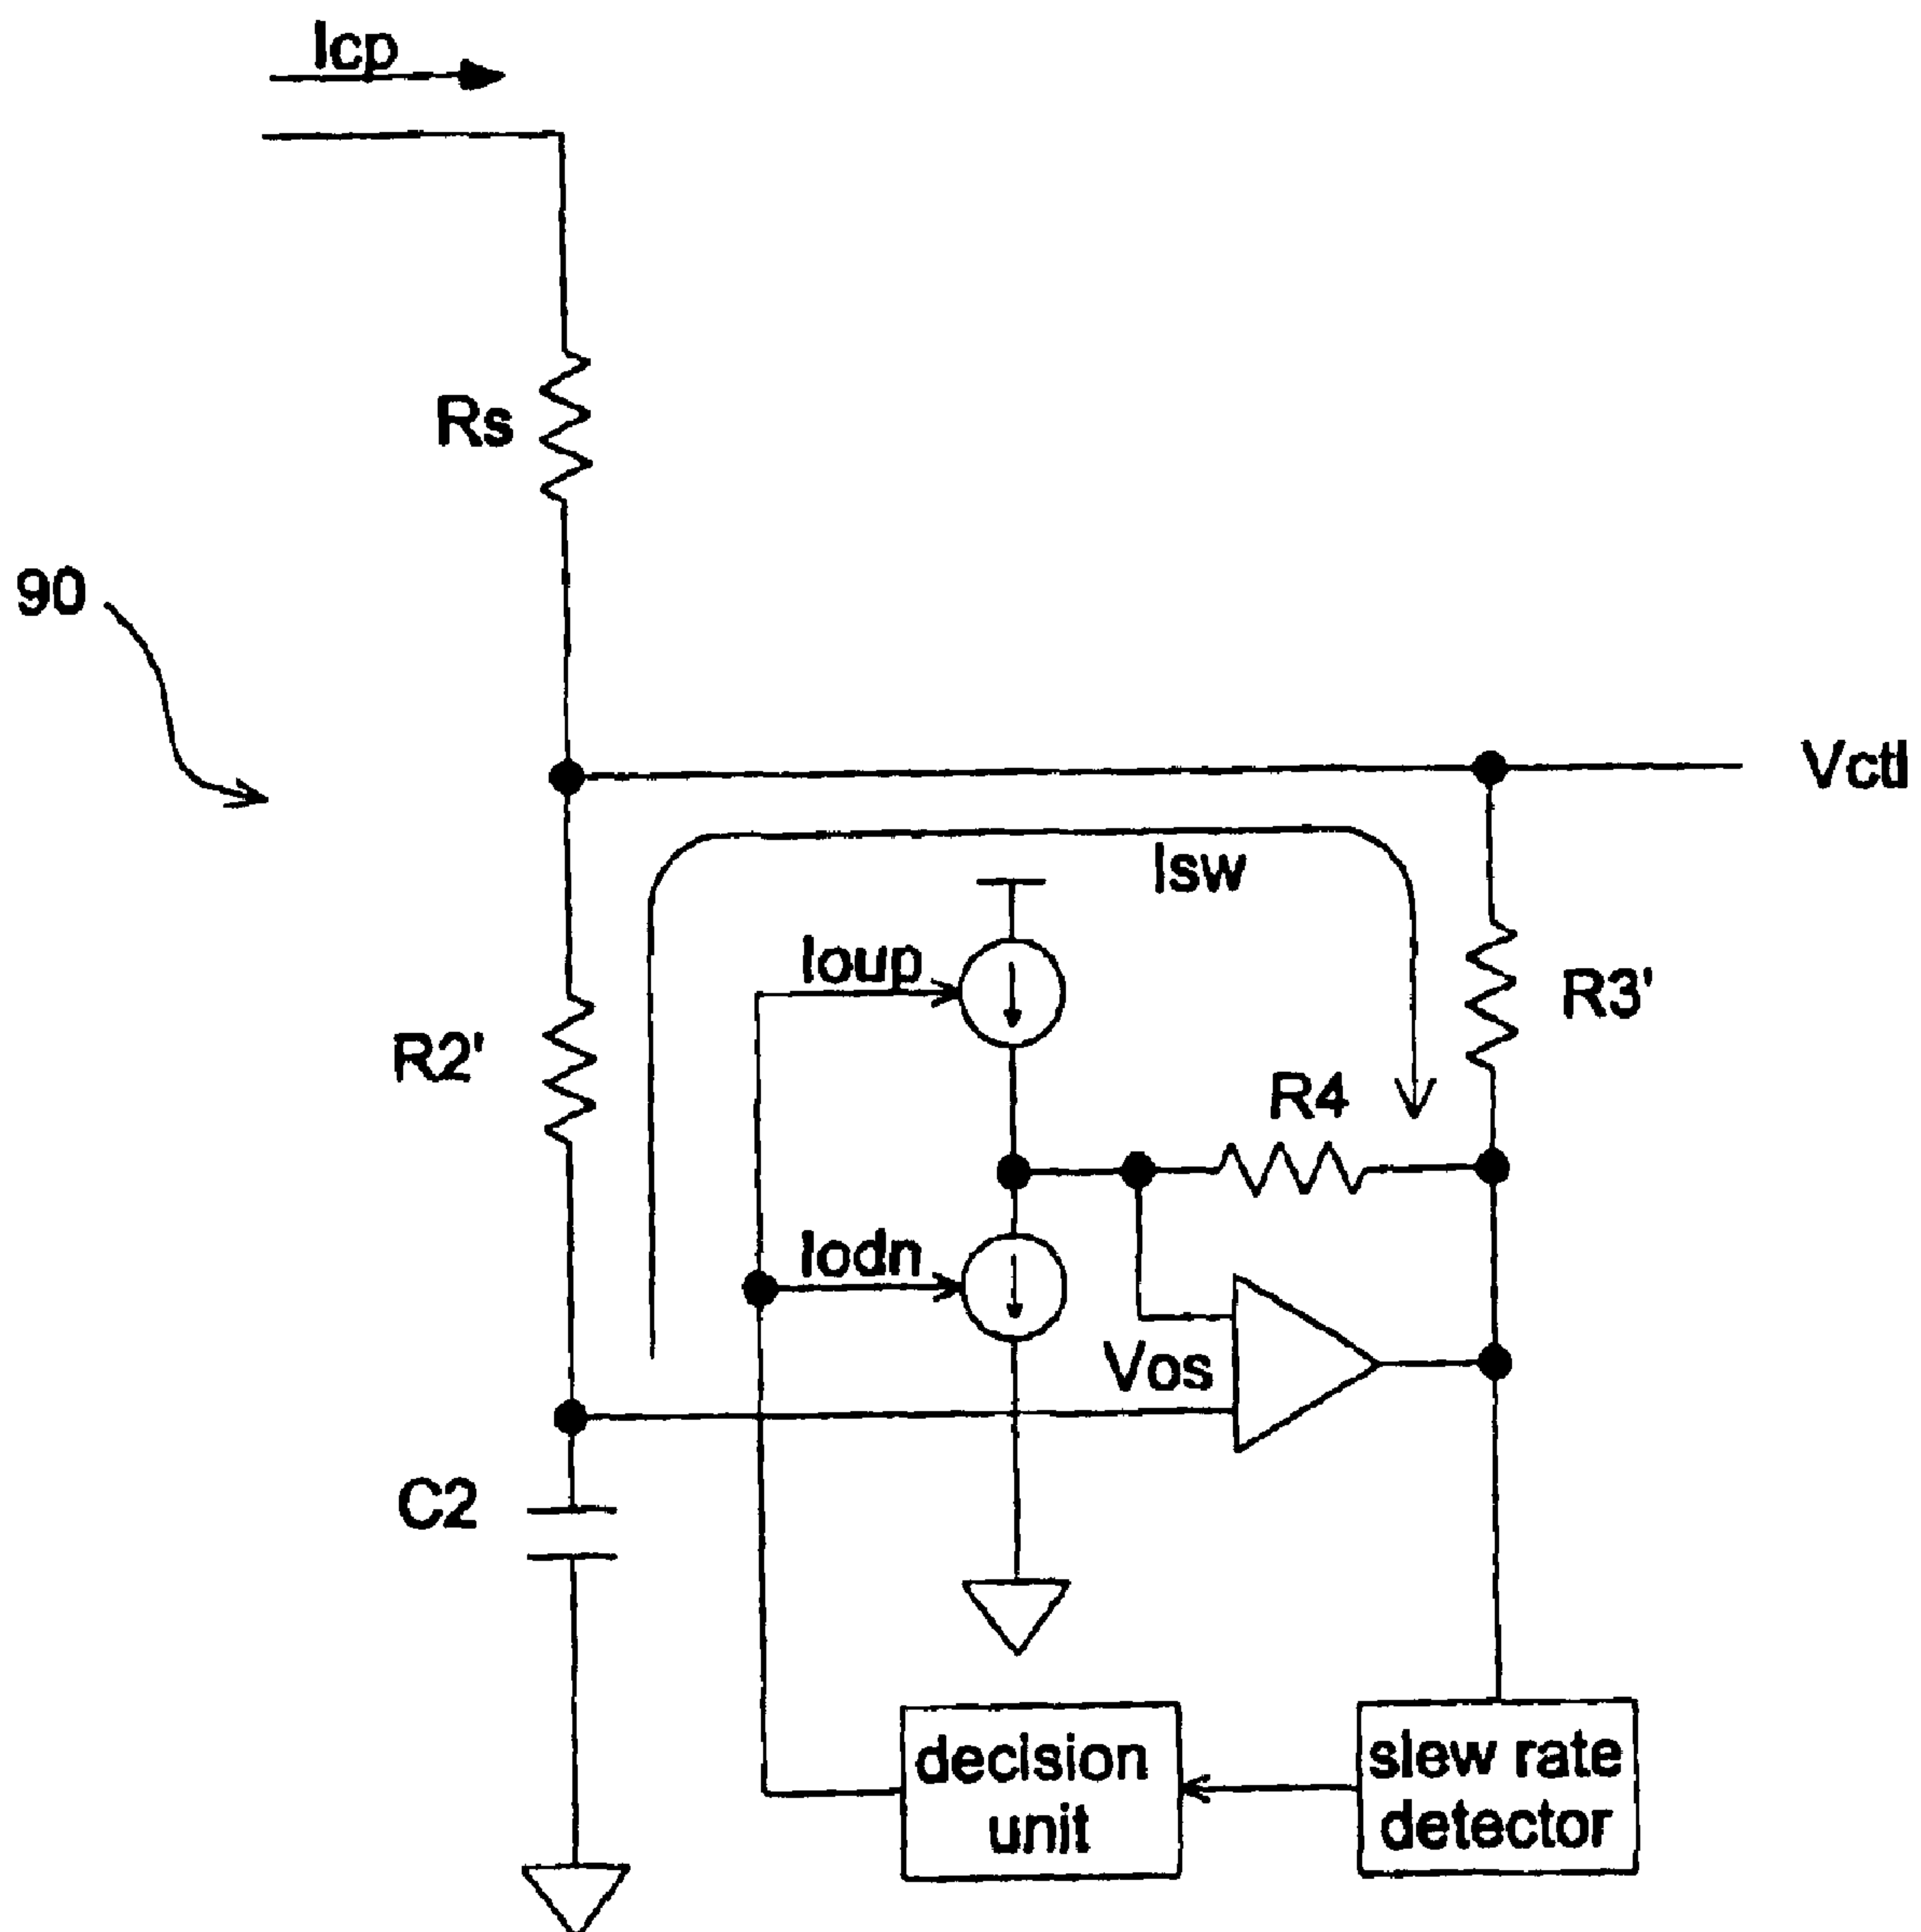 Icp
Rs
90
Vctl
Isw
Ioup
R3'
R2'
R4
Iodn
Vos
C2
decision
unit
slew rate
detector